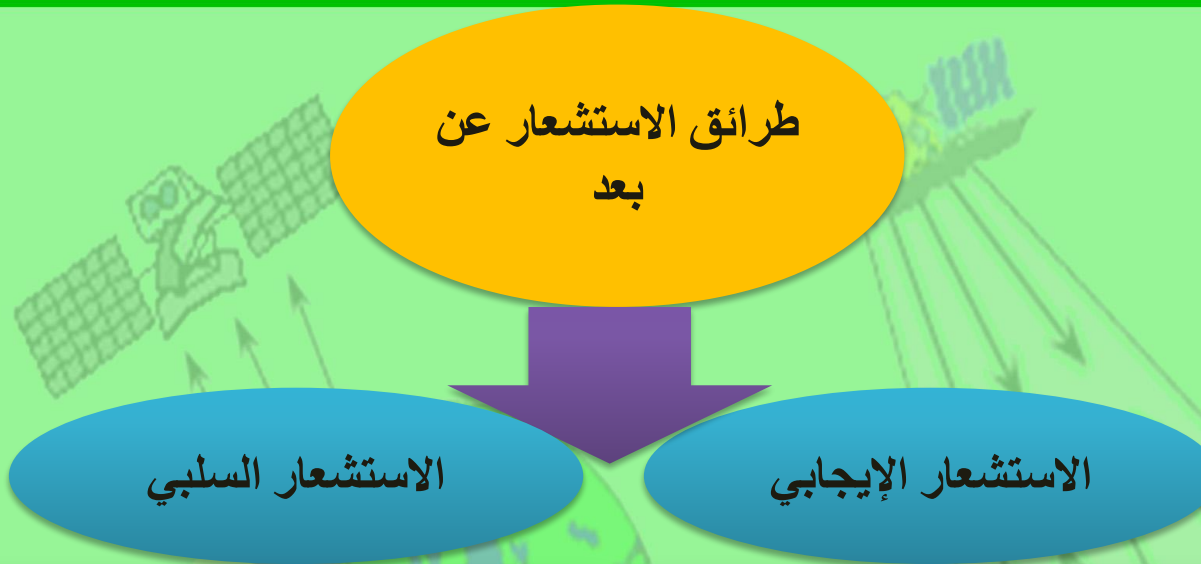 طرائق الاستشعار عن
بعد
الاستشعار الإيجابي
الاستشعار السلبي